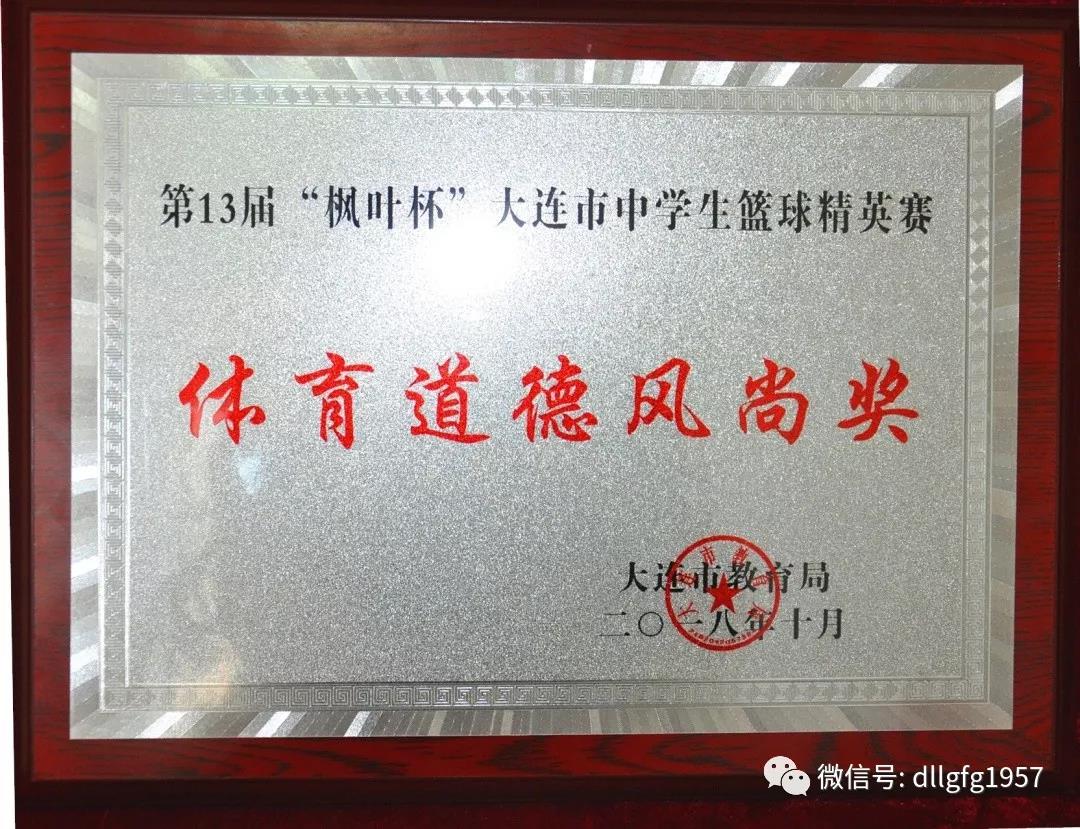 第13届“枫叶杯”大连市中学生篮球精英赛
体育道德风尚奖
大连市教育局
二〇一八年十月
微信号: dllgfg1957